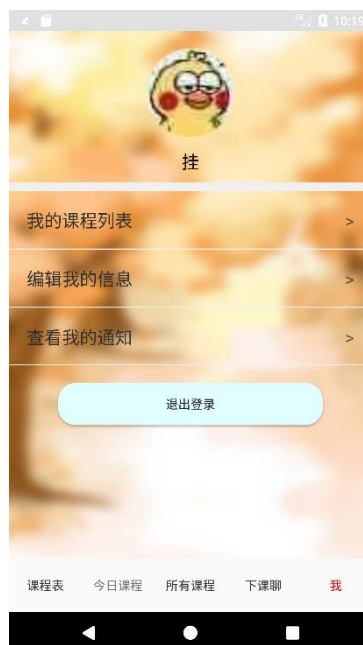 10:19
挂
我的课程列表 >
编辑我的信息 >
查看我的通知 >
退出登录
课程表 今日课程 所有课程 下课聊 我